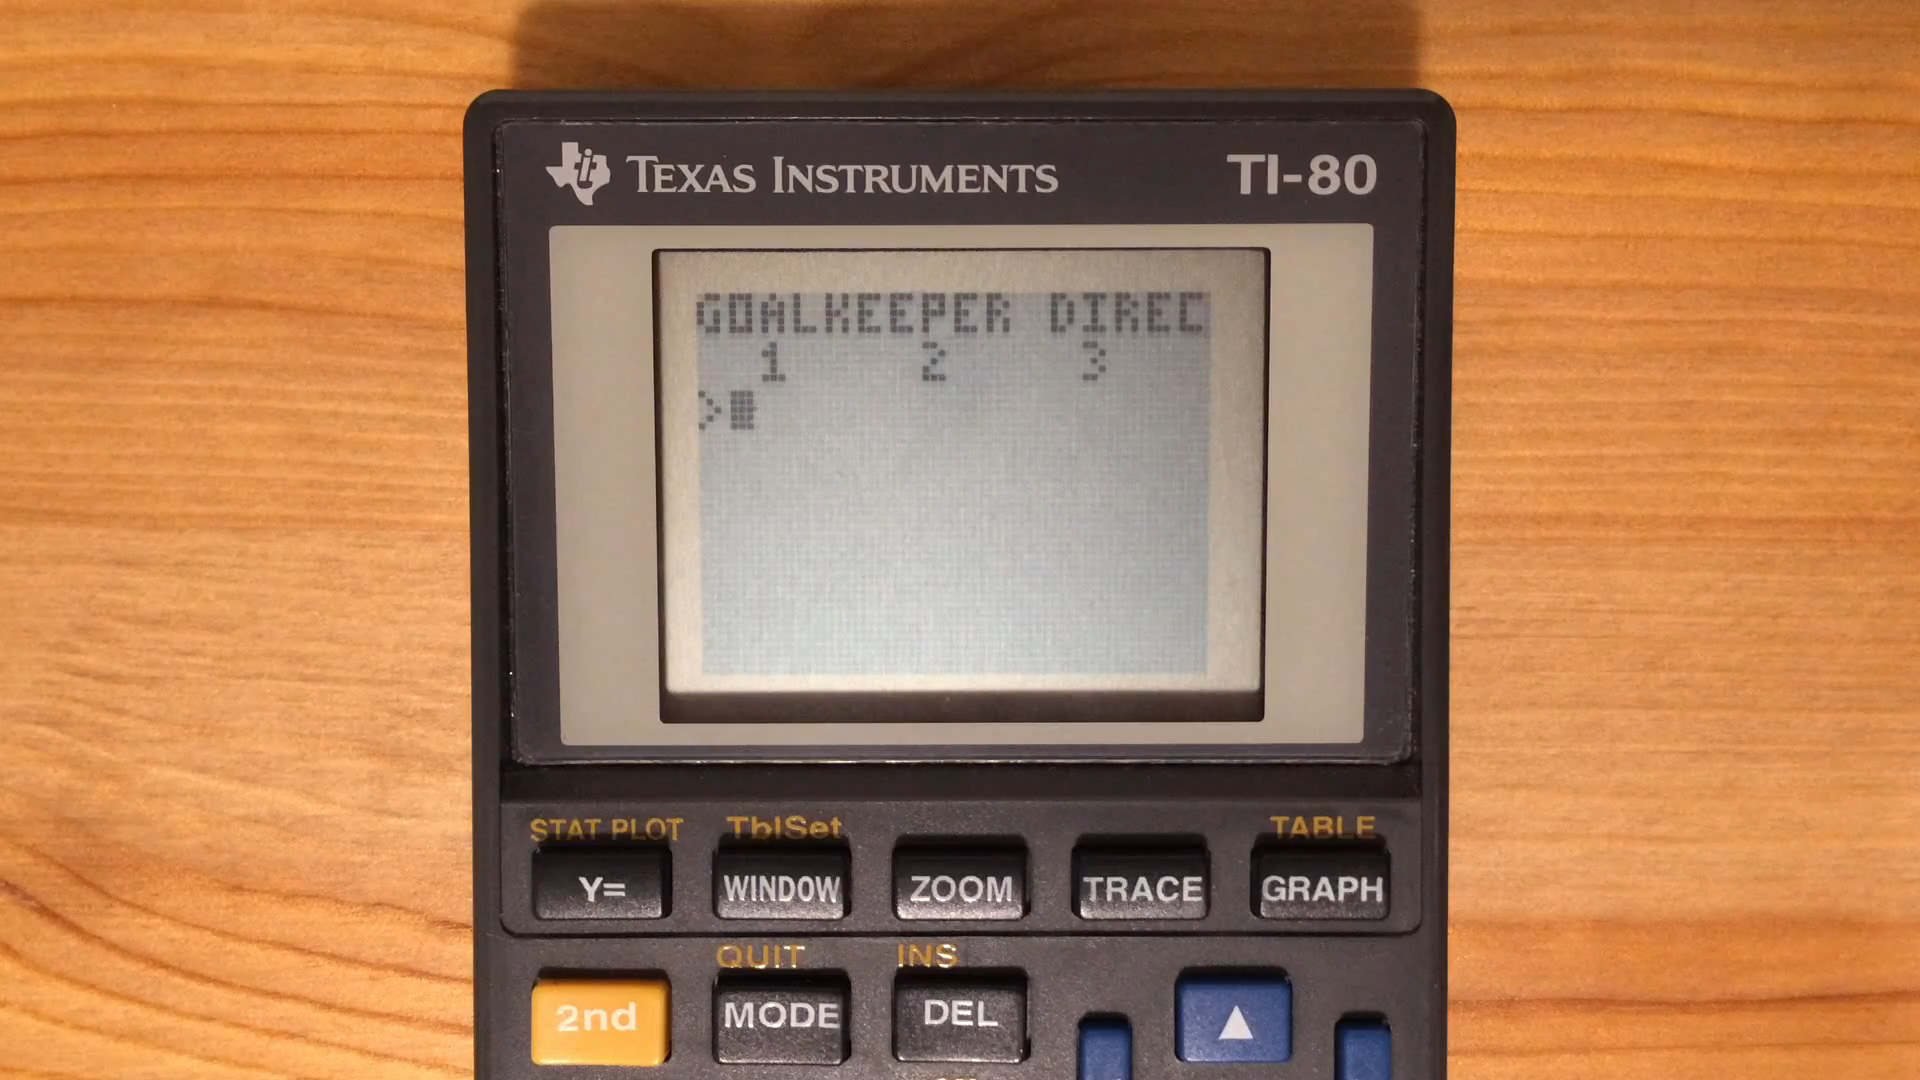 TEXAS INSTRUMENTS TI-80
GOALKEEPER DIREC
1 2 3
>
STAT PLOT TblSet TABLE
Y= WINDOW ZOOM TRACE GRAPH
QUIT INS
2nd MODE DEL ▲